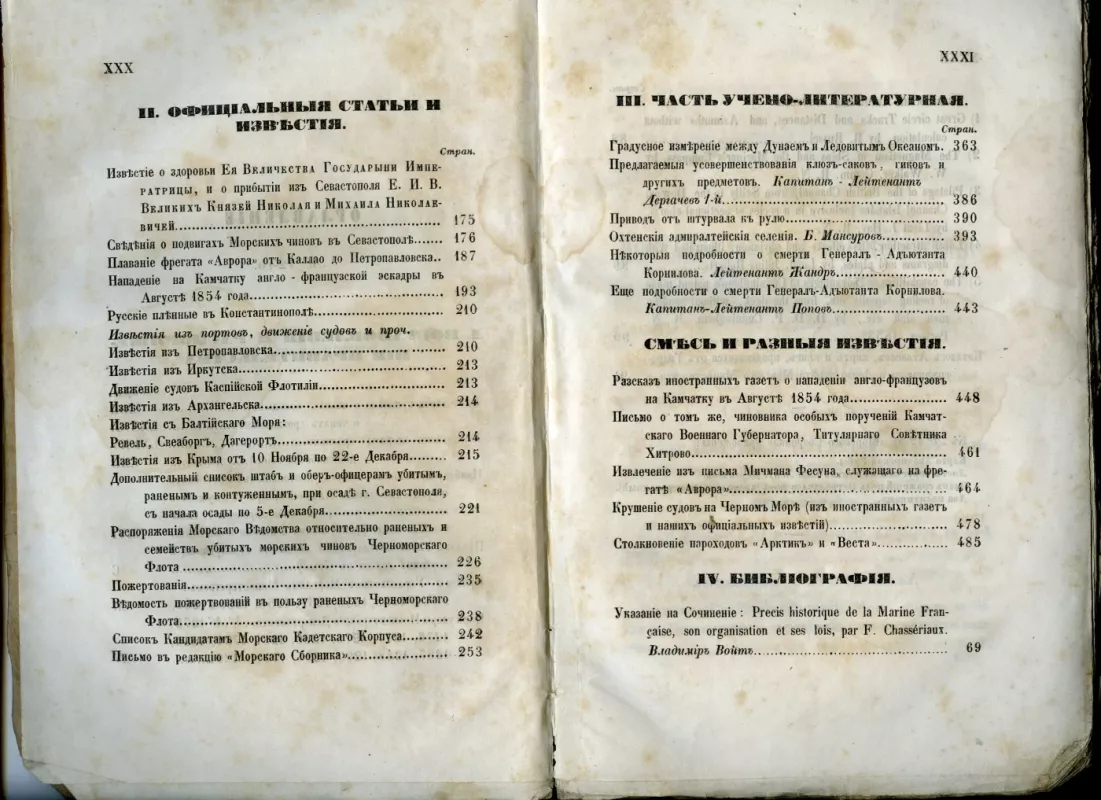 XXX
II. ОФИЦІАЛЬНЫЯ СТАТЬИ И
ИЗВѢСТІЯ.
Стран.
Извѣстіе о здоровьи Ея Величества Государыни Импе-
ратрицы, и о прибытіи изъ Севастополя Е. И. В.
Великихъ Князей Николая и Михаила Николае-
вичей 175
Свѣдѣнія о подвигахъ Морскихъ чиновъ въ Севастополѣ 176
Плаваніе фрегата «Аврора» отъ Каллао до Петропавловска.. 187
Нападеніе на Камчатку англо - французской эскадры въ
Августѣ 1854 года 193
Русскіе плѣнные въ Константинополѣ 210
Извѣстія изъ портовъ, движеніе судовъ и проч.
Извѣстія изъ Петропавловска 210
Извѣстія изъ Иркутска 213
Движеніе судовъ Каспійской Флотиліи 213
Извѣстія изъ Архангельска 214
Извѣстія съ Балтійскаго Моря:
Ревель, Свеаборгъ, Дагерортъ 214
Извѣстія изъ Крыма отъ 10 Ноября по 22-е Декабря 215
Дополнительный списокъ штабъ и оберъ-офицерамъ убитымъ,
раненымъ и контуженнымъ, при осадѣ г. Севастополя,
съ начала осады по 5-е Декабря 221
Распоряженія Морскаго Вѣдомства относительно раненыхъ и
семействъ убитыхъ морскихъ чиновъ Черноморскаго
Флота 226
Пожертованія 235
Вѣдомость пожертвованій въ пользу раненыхъ Черноморскаго
Флота 238
Списокъ Кандидатамъ Морскаго Кадетскаго Корпуса 242
Письмо въ редакцію «Морскаго Сборника» 253
XXXI
III. ЧАСТЬ УЧЕНО-ЛИТЕРАТУРНАЯ.
Стран.
Градусное измѣреніе между Дунаемъ и Ледовитымъ Океаномъ. 363
Предлагаемыя усовершенствованія клюзъ-саковъ, гиковъ и
другихъ предметовъ. Капитанъ - Лейтенантъ
Дергачевъ 1-й 386
Приводъ отъ штурвала къ рулю 390
Охтенскія адмиралтейскія селенія. Б. Мансуровъ 393
Нѣкоторыя подробности о смерти Генералъ - Адъютанта
Корнилова. Лейтенантъ Жандръ 440
Еще подробности о смерти Генералъ-Адъютанта Корнилова.
Капитанъ-Лейтенантъ Поповъ 443
СМѢСЬ И РАЗНЫЯ ИЗВѢСТІЯ.
Разсказъ иностранныхъ газетъ о нападеніи англо-французовъ
на Камчатку въ Августѣ 1854 года 448
Письмо о томъ же, чиновника особыхъ порученій Камчат-
скаго Военнаго Губернатора, Титулярнаго Совѣтника
Хитрово 461
Извлеченіе изъ письма Мичмана Фесуна, служащаго на фре-
гатѣ «Аврора» 464
Крушеніе судовъ на Черномъ Морѣ (изъ иностранныхъ газетъ
и нашихъ офиціальныхъ извѣстій) 478
Столкновеніе пароходовъ «Арктикъ» и «Веста» 485
IV. БИБЛІОГРАФІЯ.
Указаніе на Сочиненіе : Precis historique de la Marine Fran-
çaise, son organisation et ses lois, par F. Chassériaux.
Владиміръ Войтъ 69